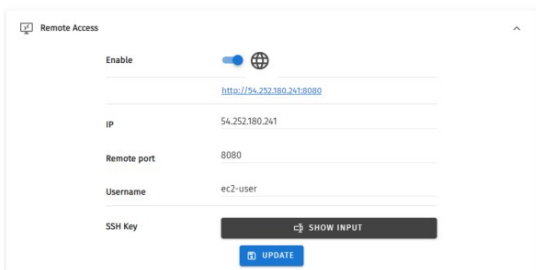 Remote Access
Enable
http://54.252.180.241:8080
IP 54.252.180.241
Remote port 8080
Username ec2-user
SSH Key SHOW INPUT
UPDATE